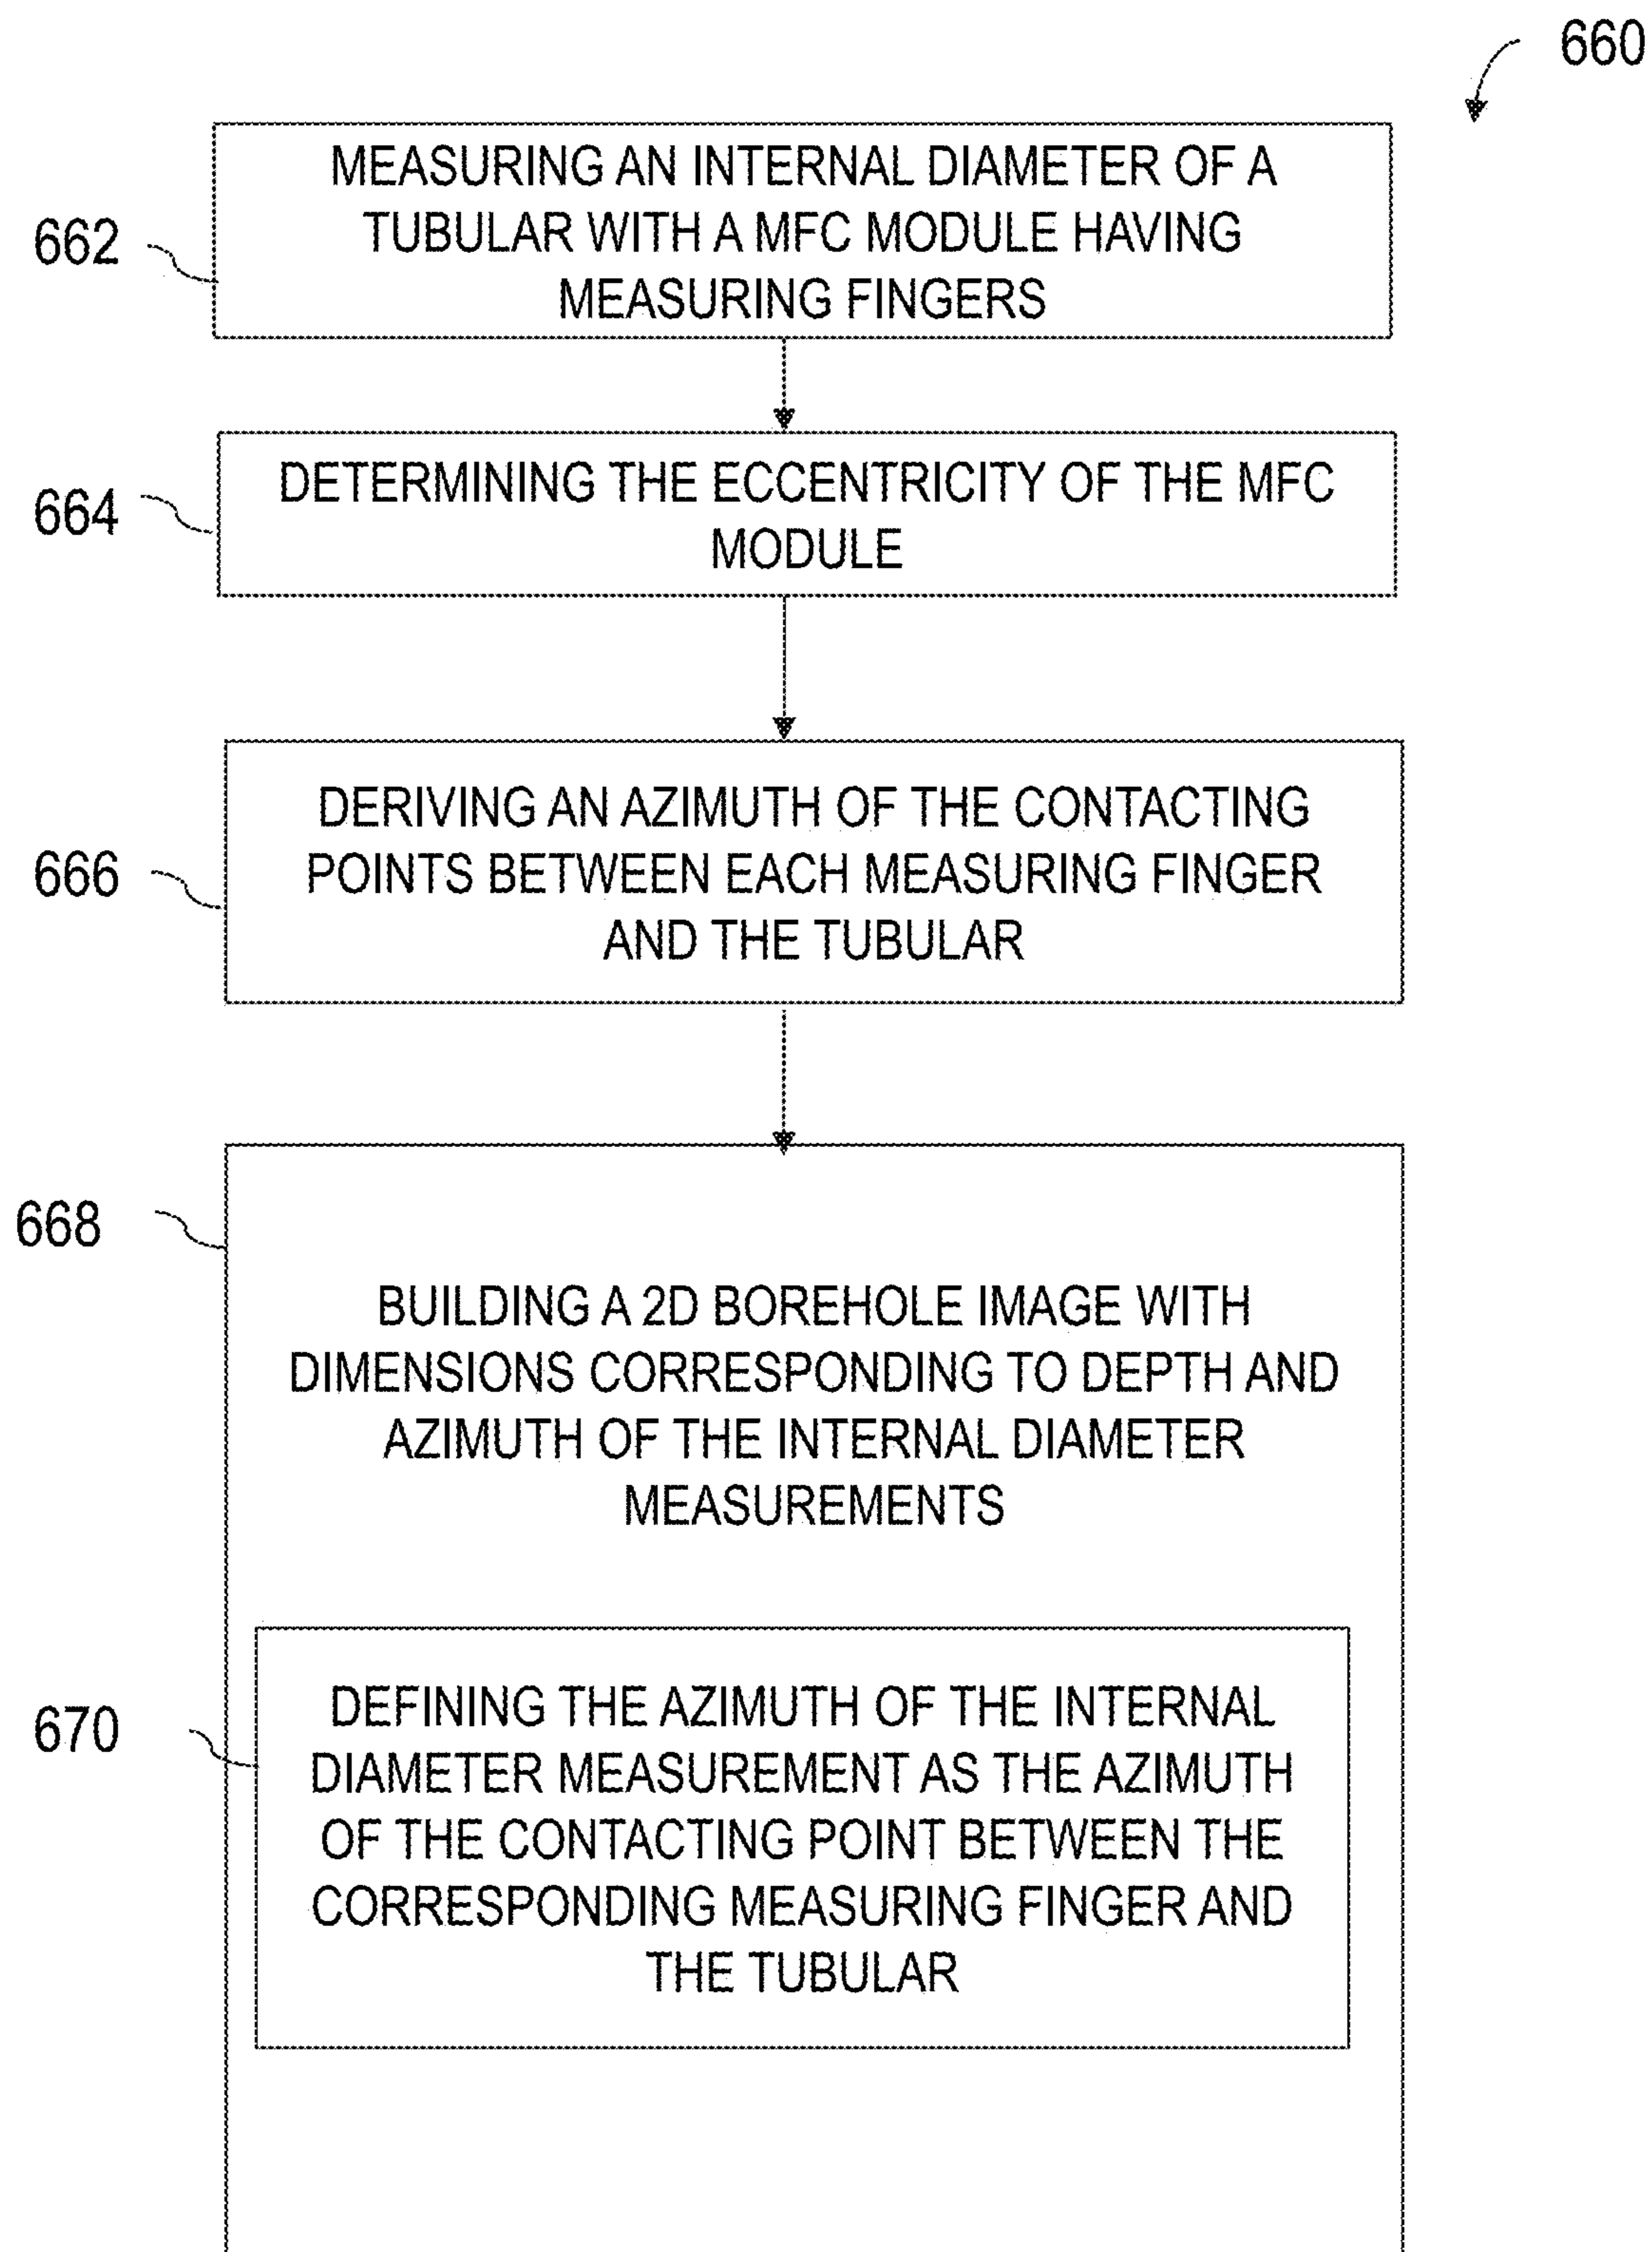 660
MEASURING AN INTERNAL DIAMETER OF A
TUBULAR WITH A MFC MODULE HAVING
MEASURING FINGERS
662
DETERMINING THE ECCENTRICITY OF THE MFC
MODULE
664
DERIVING AN AZIMUTH OF THE CONTACTING
POINTS BETWEEN EACH MEASURING FINGER
AND THE TUBULAR
666
668
BUILDING A 2D BOREHOLE IMAGE WITH
DIMENSIONS CORRESPONDING TO DEPTH AND
AZIMUTH OF THE INTERNAL DIAMETER
MEASUREMENTS
670
DEFINING THE AZIMUTH OF THE INTERNAL
DIAMETER MEASUREMENT AS THE AZIMUTH
OF THE CONTACTING POINT BETWEEN THE
CORRESPONDING MEASURING FINGER AND
THE TUBULAR